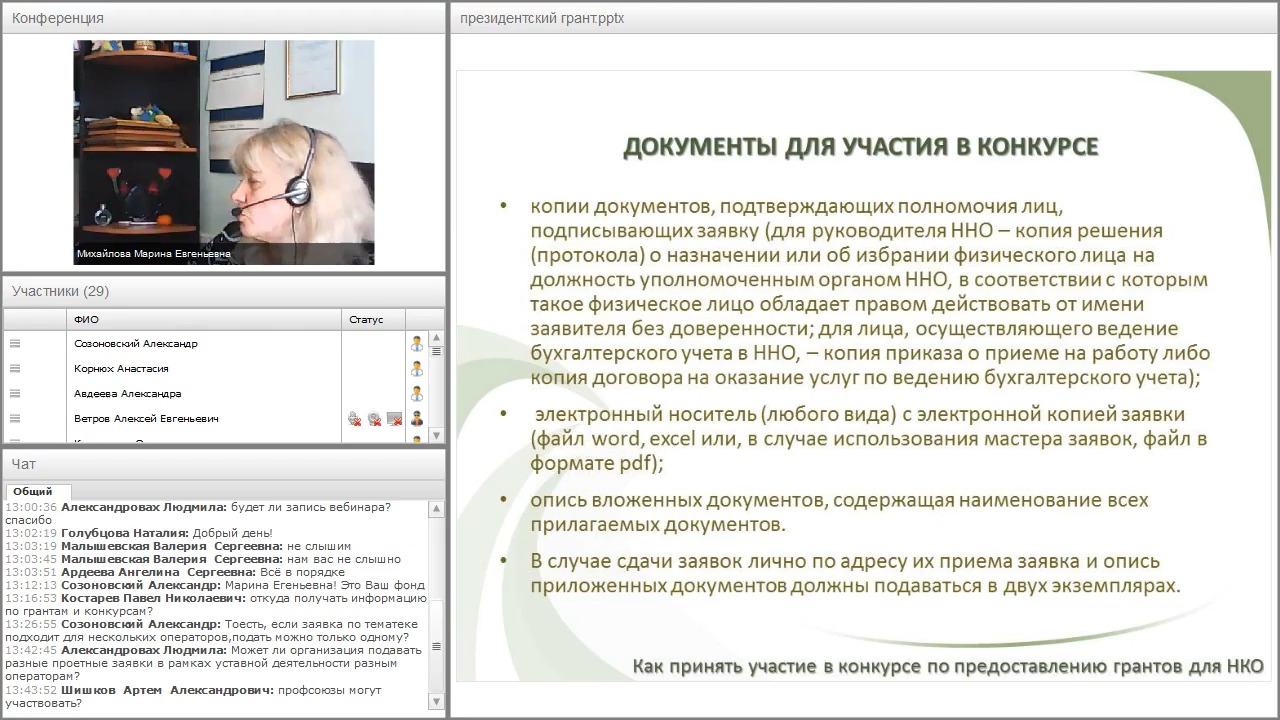 Конференция
Михайлова Марина Евгеньевна
Участники (29)
ФИО Статус
Созоновский Александр
Корнюх Анастасия
Авдеева Александра
Ветров Алексей Евгеньевич
Чат
Общий
13:00:36 Александровах Людмила: будет ли запись вебинара?
спасибо
13:02:19 Голубцова Наталия: Добрый день!
13:03:19 Малышевская Валерия Сергеевна: не слышим
13:03:45 Малышевская Валерия Сергеевна: нам вас не слышно
13:03:51 Ардеева Ангелина Сергеевна: Всё в порядке
13:12:13 Созоновский Александр: Марина Егеньевна! Это Ваш фонд
13:16:53 Костарев Павел Николаевич: откуда получать информацию
по грантам и конкурсам?
13:26:55 Созоновский Александр: Тоесть, если заявка по тематеке
подходит для нескольких операторов,подать можно только одному?
13:42:45 Александровах Людмила: Может ли организация подавать
разные проетные заявки в рамках уставной деятельности разным
операторам?
13:43:52 Шишков Артем Александрович: профсоюзы могут
участвовать?
президентский грант.pptx
ДОКУМЕНТЫ ДЛЯ УЧАСТИЯ В КОНКУРСЕ
• копии документов, подтверждающих полномочия лиц,
подписывающих заявку (для руководителя ННО – копия решения
(протокола) о назначении или об избрании физического лица на
должность уполномоченным органом ННО, в соответствии с которым
такое физическое лицо обладает правом действовать от имени
заявителя без доверенности; для лица, осуществляющего ведение
бухгалтерского учета в ННО, – копия приказа о приеме на работу либо
копия договора на оказание услуг по ведению бухгалтерского учета);
• электронный носитель (любого вида) с электронной копией заявки
(файл word, excel или, в случае использования мастера заявок, файл в
формате pdf);
• опись вложенных документов, содержащая наименование всех
прилагаемых документов.
• В случае сдачи заявок лично по адресу их приема заявка и опись
приложенных документов должны подаваться в двух экземплярах.
Как принять участие в конкурсе по предоставлению грантов для НКО